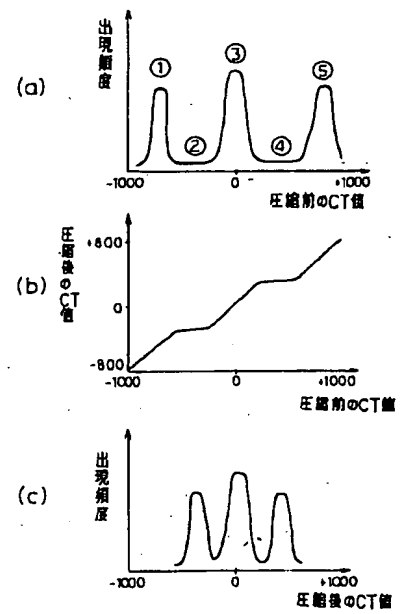 (a)
出現頻度
①
②
③
④
⑤
-1000
0
+1000
圧縮前のCT値
(b)
圧縮後のCT値
+800
0
-800
-1000
0
+1000
圧縮前のCT値
(c)
出現頻度
-1000
0
+1000
圧縮後のCT値